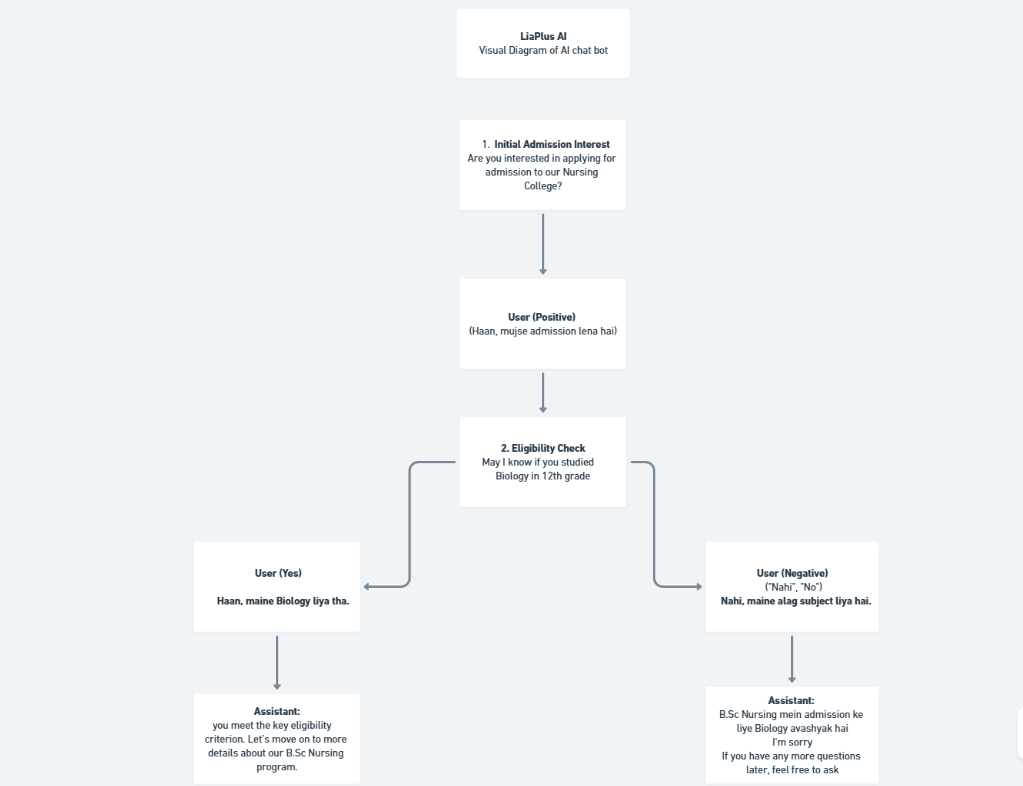 LiaPlus AI
Visual Diagram of AI chat bot
1. Initial Admission Interest
Are you interested in applying for
admission to our Nursing
College?
User (Positive)
(Haan, mujse admission lena hai)
2. Eligibility Check
May I know if you studied
Biology in 12th grade
User (Yes)
Haan, maine Biology liya tha.
User (Negative)
("Nahi", "No")
Nahi, maine alag subject liya hai.
Assistant:
you meet the key eligibility
criterion. Let's move on to more
details about our B.Sc Nursing
program.
Assistant:
B.Sc Nursing mein admission ke
liye Biology avashyak hai
I'm sorry
If you have any more questions
later, feel free to ask